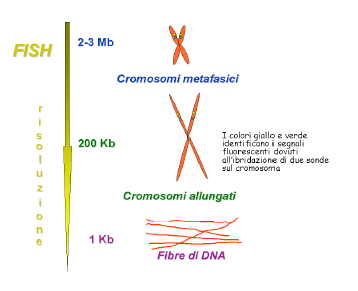 FISH
2-3 Mb
Cromosomi metafasici
risoluzione
200 Kb
I colori giallo e verde
identificano i segnali
fluorescenti dovuti
all'ibridazione di due sonde
sul cromosoma
Cromosomi allungati
1 Kb
Fibre di DNA